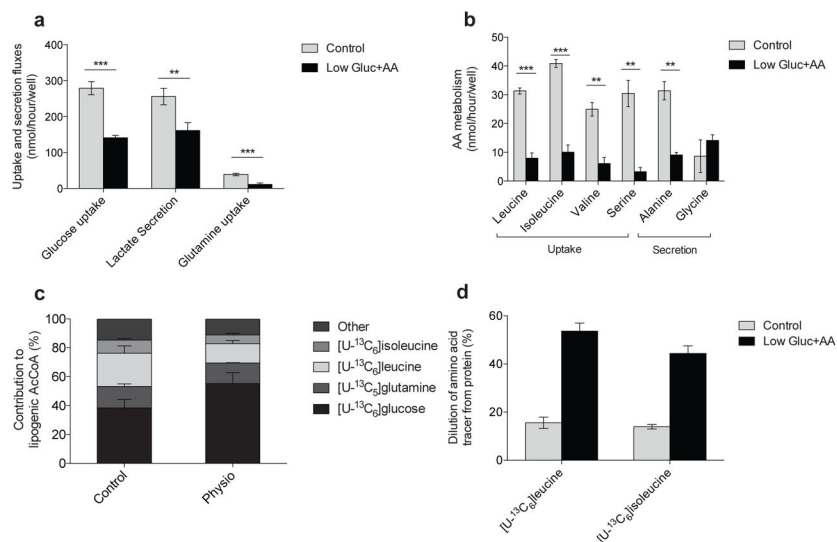 a
Uptake and secretion fluxes
(nmol/hour/well)
400
300
200
100
0
***
**
***
Glucose uptake
Lactate Secretion
Glutamine uptake
Control
Low Gluc+AA
b
AA metabolism
(nmol/hour/well)
50
40
30
20
10
0
***
***
**
**
**
Leucine
Isoleucine
Valine
Serine
Alanine
Glycine
Uptake
Secretion
Control
Low Gluc+AA
c
Contribution to
lipogenic AcCoA (%)
100
80
60
40
20
0
Control
Physio
Other
[U-¹³C₆]isoleucine
[U-¹³C₆]leucine
[U-¹³C₅]glutamine
[U-¹³C₆]glucose
d
Dilution of amino acid
tracer from protein (%)
60
40
20
0
[U-¹³C₆]leucine
[U-¹³C₆]isoleucine
Control
Low Gluc+AA